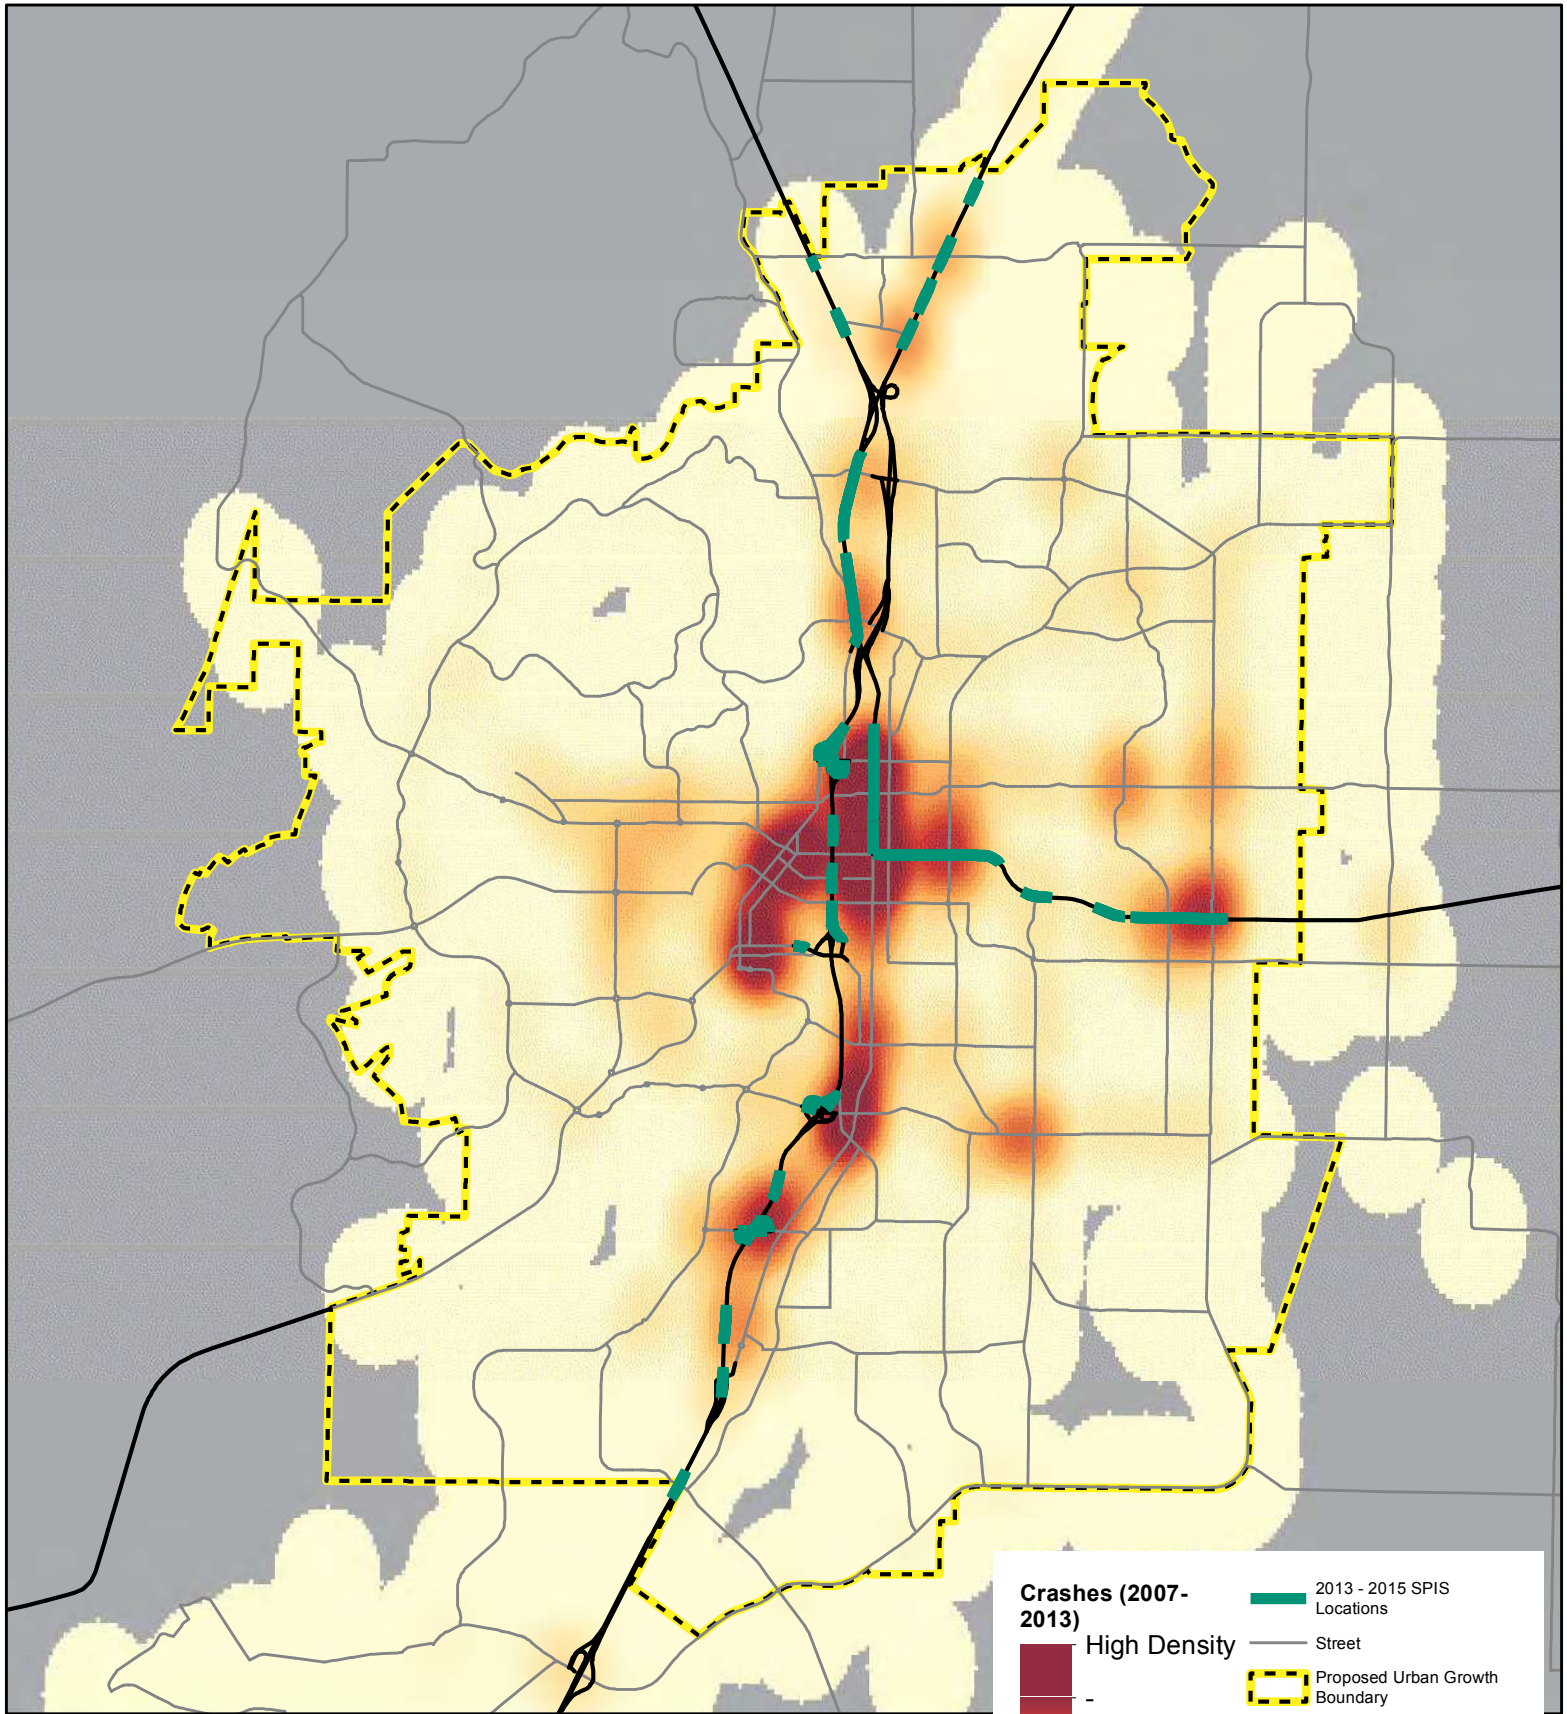 Crashes (2007-
2013)
High Density
-
2013 - 2015 SPIS
Locations
Street
Proposed Urban Growth
Boundary